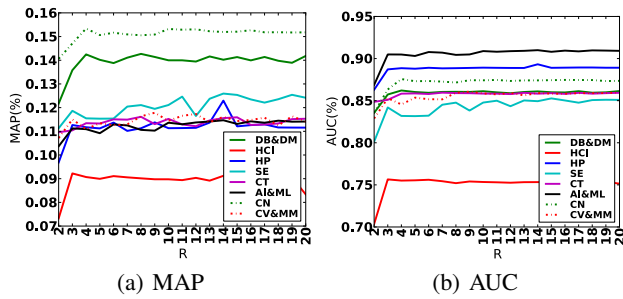 0.16
0.15
0.14
0.13
0.12
0.11
0.10
0.09
0.08
0.07
MAP(%)
2 3 4 5 6 7 8 9 10 11 12 13 14 15 16 17 18 19 20
R
DB&DM
HCI
HP
SE
CT
AI&ML
CN
CV&MM
(a) MAP
0.95
0.90
0.85
0.80
0.75
0.70
AUC(%)
2 3 4 5 6 7 8 9 10 11 12 13 14 15 16 17 18 19 20
R
DB&DM
HCI
HP
SE
CT
AI&ML
CN
CV&MM
(b) AUC